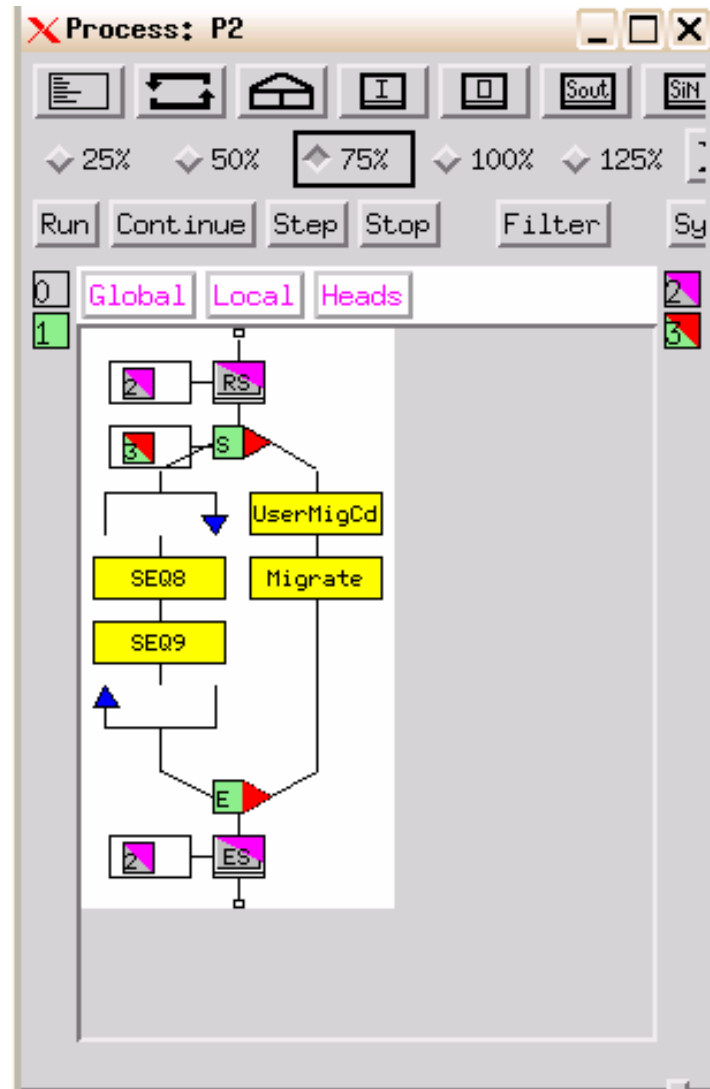 Process: P2
I O Sout SiN
25% 50% 75% 100% 125%
Run Continue Step Stop Filter Sy
0 Global Local Heads 2
1 3
2 RS
3 S
UserMigCd
SEQ8 Migrate
SEQ9
E
2 ES